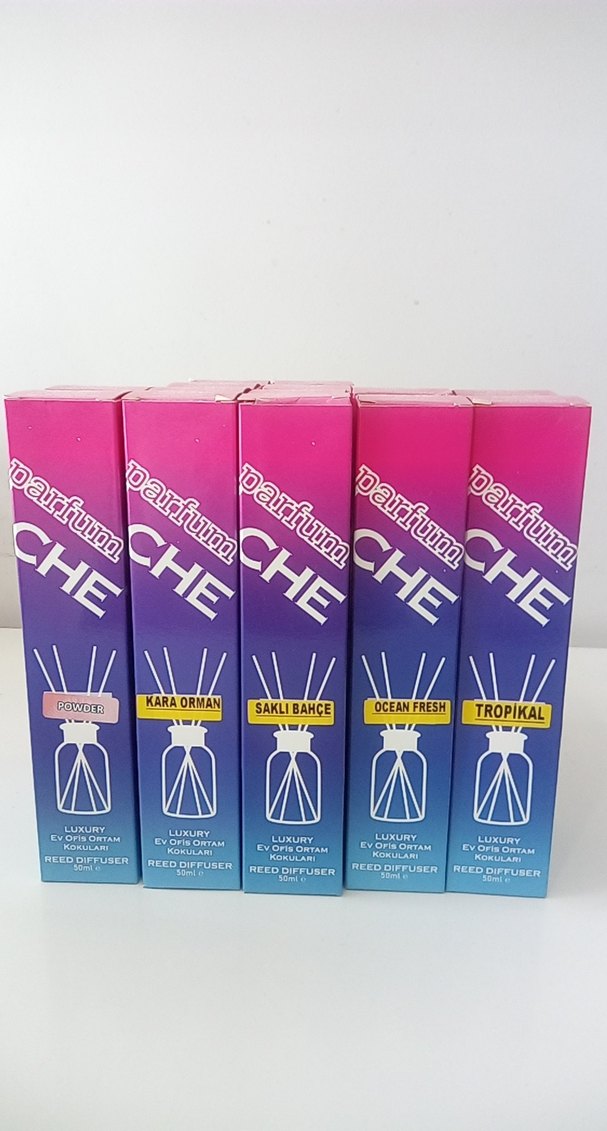 parfum
CHE
POWDER
LUXURY
Ev Ofis Ortam
Kokuları
REED DIFFUSER
50ml e
parfum
CHE
KARA ORMAN
LUXURY
Ev Ofis Ortam
Kokuları
REED DIFFUSER
50ml e
parfum
CHE
SAKLI BAHÇE
LUXURY
Ev Ofis Ortam
Kokuları
REED DIFFUSER
50ml e
parfum
CHE
OCEAN FRESH
LUXURY
Ev Ofis Ortam
Kokuları
REED DIFFUSER
50ml e
parfum
CHE
TROPİKAL
LUXURY
Ev Ofis Ortam
Kokuları
REED DIFFUSER
50ml e